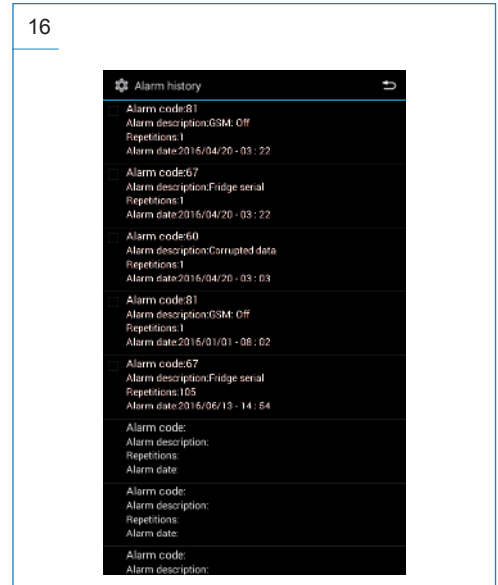 16
Alarm history
Alarm code:81
Alarm description:GSM: Off
Repetitions:1
Alarm date:2016/04/20 - 03 : 22
Alarm code:67
Alarm description:Fridge serial
Repetitions:1
Alarm date:2016/04/20 - 03 : 22
Alarm code:60
Alarm description:Corrupted data
Repetitions:1
Alarm date:2016/04/20 - 03 : 03
Alarm code:81
Alarm description:GSM: Off
Repetitions:1
Alarm date:2016/01/01 - 08 : 02
Alarm code:67
Alarm description:Fridge serial
Repetitions:105
Alarm date:2016/06/13 - 14 : 54
Alarm code:
Alarm description:
Repetitions:
Alarm date:
Alarm code:
Alarm description:
Repetitions:
Alarm date:
Alarm code:
Alarm description: